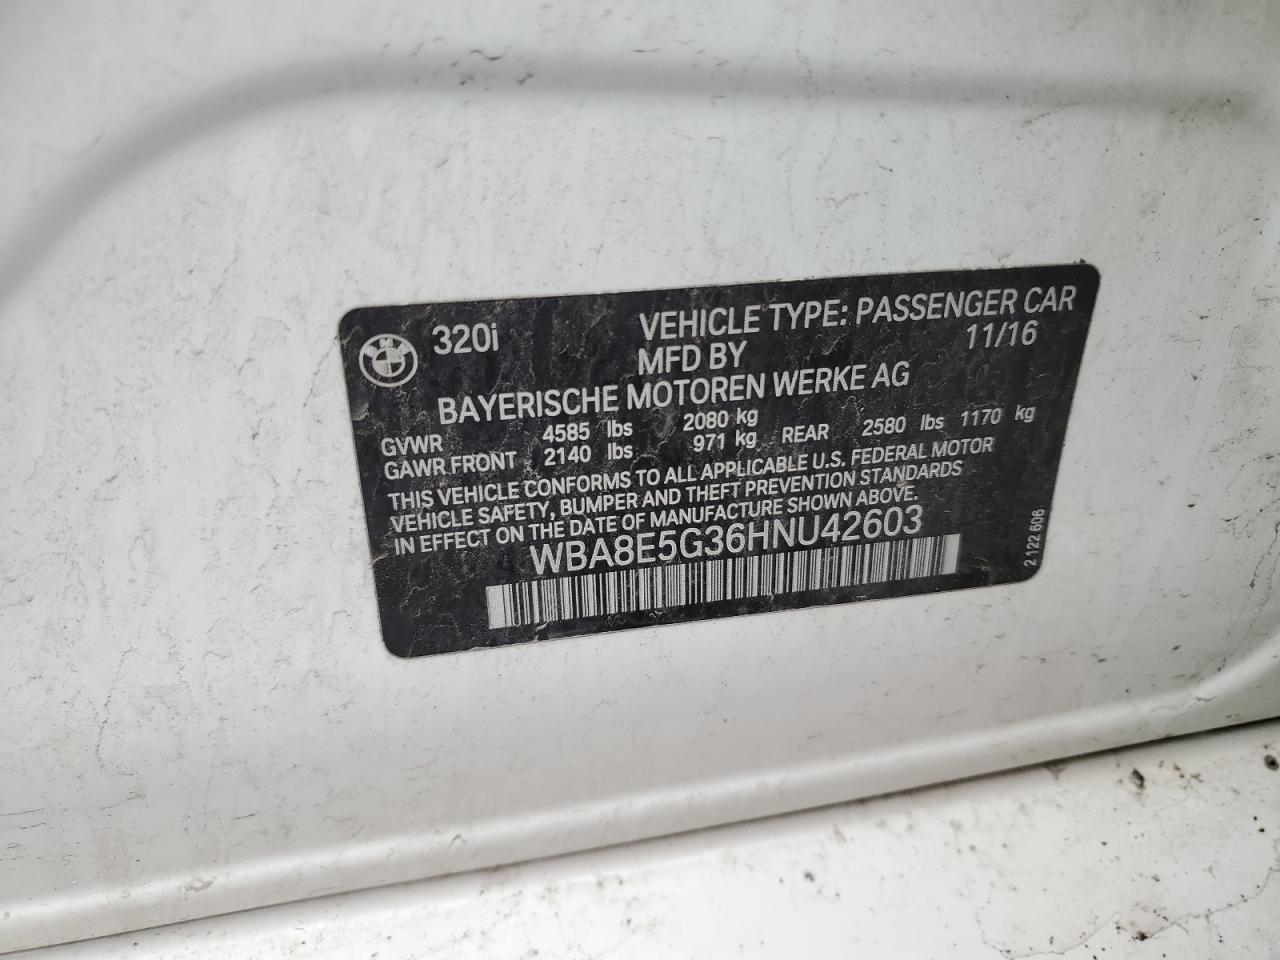 BMW 320i VEHICLE TYPE: PASSENGER CAR
MFD BY 11/16
BAYERISCHE MOTOREN WERKE AG
GVWR 4585 lbs 2080 kg
GAWR FRONT 2140 lbs 971 kg REAR 2580 lbs 1170 kg
THIS VEHICLE CONFORMS TO ALL APPLICABLE U.S. FEDERAL MOTOR
VEHICLE SAFETY, BUMPER AND THEFT PREVENTION STANDARDS
IN EFFECT ON THE DATE OF MANUFACTURE SHOWN ABOVE.
WBA8E5G36HNU42603
2 122 606